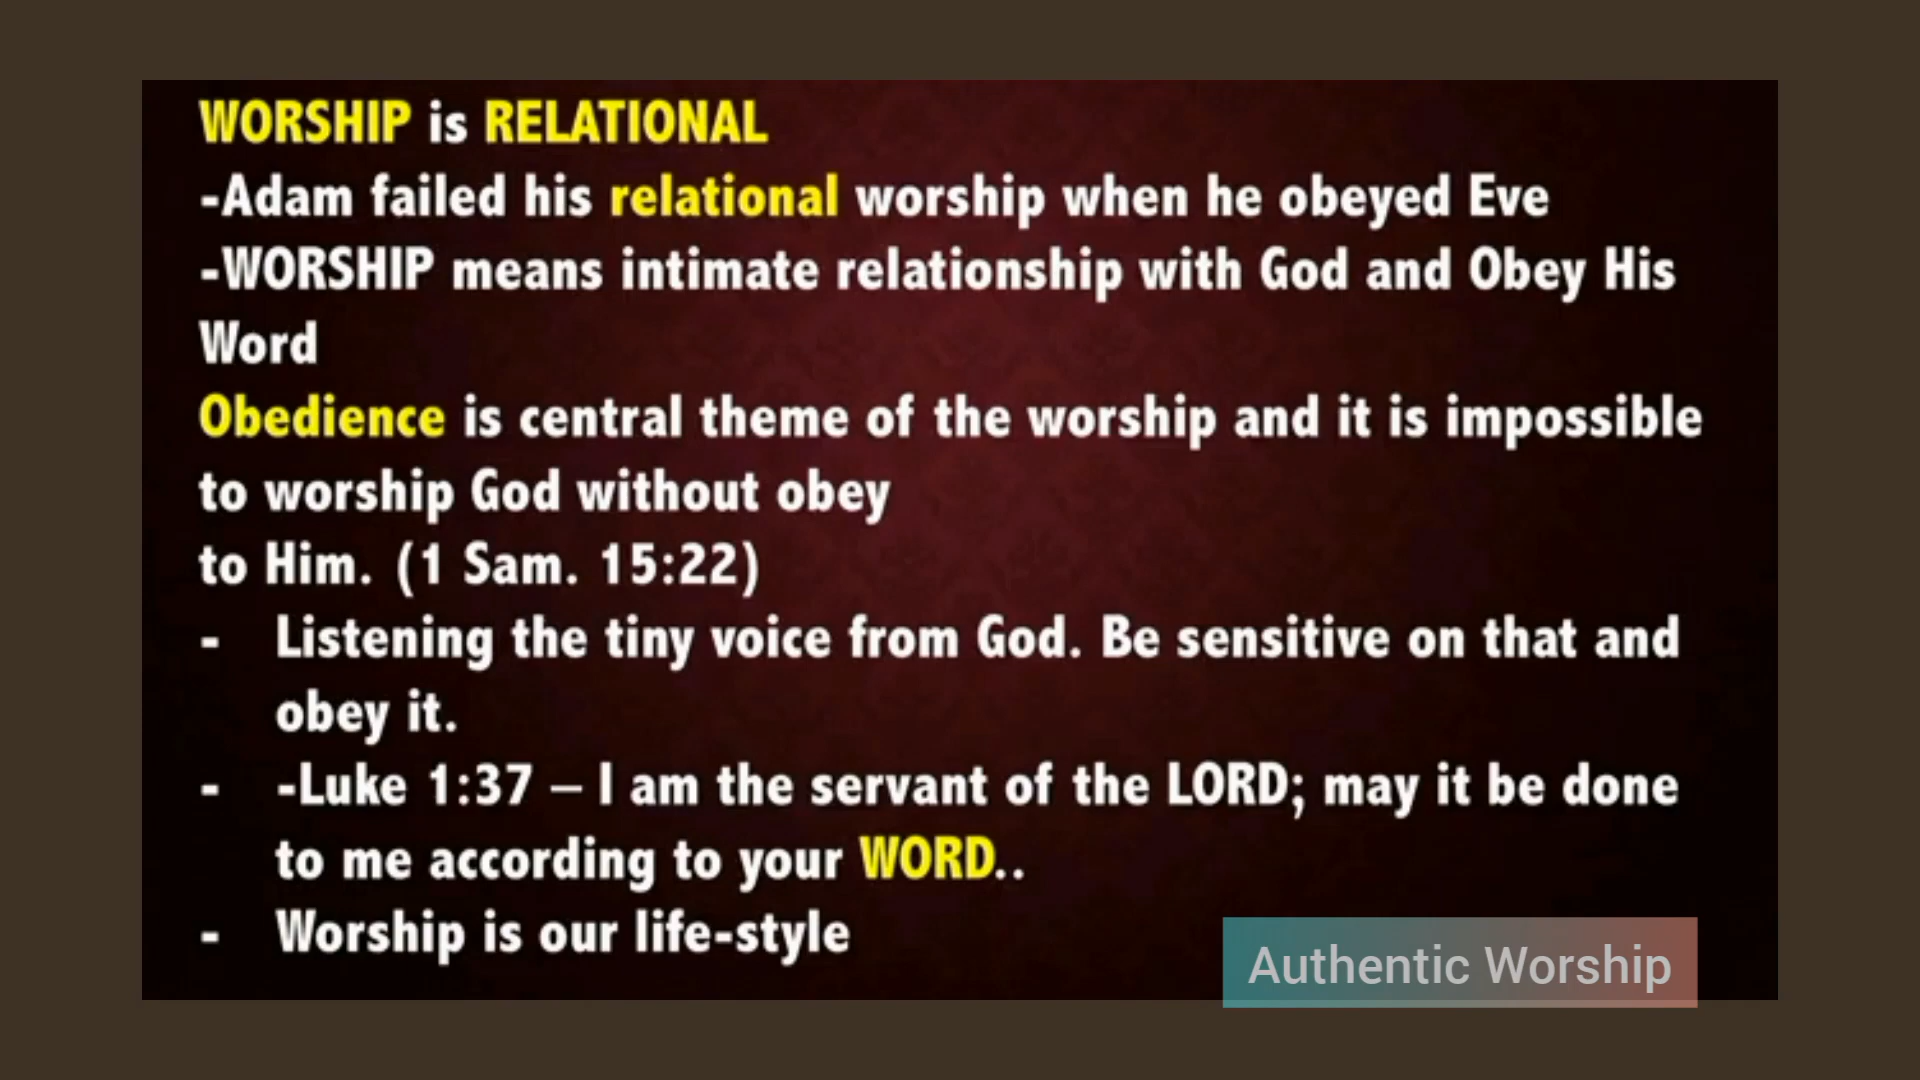 WORSHIP is RELATIONAL
-Adam failed his relational worship when he obeyed Eve
-WORSHIP means intimate relationship with God and Obey His
Word
Obedience is central theme of the worship and it is impossible
to worship God without obey
to Him. (1 Sam. 15:22)
- Listening the tiny voice from God. Be sensitive on that and
obey it.
- -Luke 1:37 – I am the servant of the LORD; may it be done
to me according to your WORD..
- Worship is our life-style
Authentic Worship